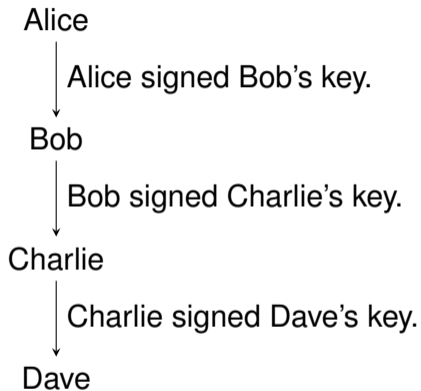 Alice
Alice signed Bob’s key.
Bob
Bob signed Charlie’s key.
Charlie
Charlie signed Dave’s key.
Dave